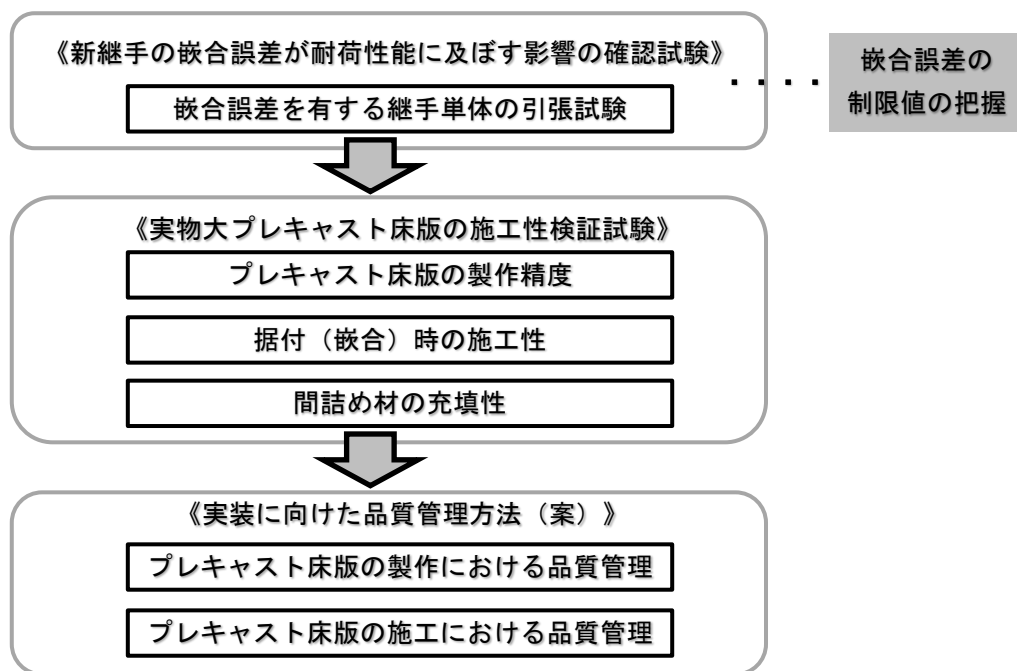 《新継手の嵌合誤差が耐荷性能に及ぼす影響の確認試験》
嵌合誤差を有する継手単体の引張試験
・・・・
嵌合誤差の
制限値の把握
《実物大プレキャスト床版の施工性検証試験》
プレキャスト床版の製作精度
据付（嵌合）時の施工性
間詰め材の充填性
《実装に向けた品質管理方法（案）》
プレキャスト床版の製作における品質管理
プレキャスト床版の施工における品質管理